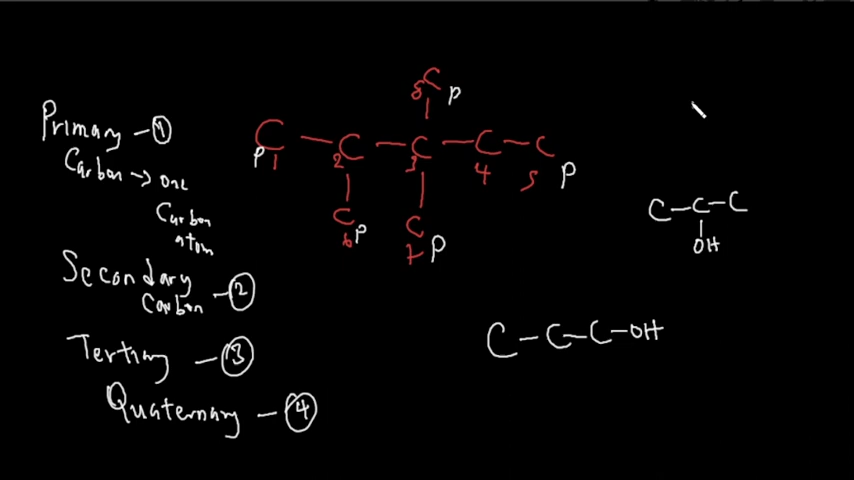 Primary - ①
Carbon → one
Carbon
atom
Secondary
Carbon - ②
Tertiary - ③
Quaternary - ④
C
8 P
C - C - C - C - C
P 1 2 3 4 5 P
C C
6 P 7 P
C-C-C
OH
C - C-C-OH